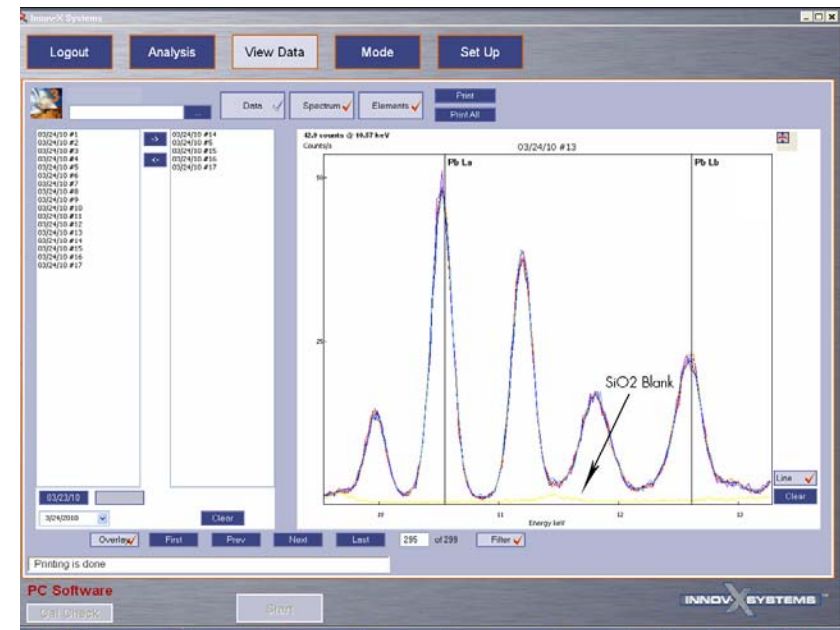 InnovX Systems
Logout Analysis View Data Mode Set Up
Data Spectrum Elements Print
Print All
...
03/24/10 #1
03/24/10 #2
03/24/10 #3
03/24/10 #4
03/24/10 #5
03/24/10 #6
03/24/10 #7
03/24/10 #8
03/24/10 #9
03/24/10 #10
03/24/10 #11
03/24/10 #12
03/24/10 #13
03/24/10 #14
03/24/10 #15
03/24/10 #16
03/24/10 #17
->
<-
03/24/10 #14
03/24/10 #5
03/24/10 #15
03/24/10 #16
03/24/10 #17
42.9 counts @ 10.57 keV
Counts/s
03/24/10 #13
Pb La
Pb Lb
50
25
SiO2 Blank
10 11 12 13
Energy keV
Line
Clear
03/23/10
3/24/2010
Clear
Overlay First Prev Next Last 295 of 299 Filter
Printing is done
PC Software
Cal Check
Start
INNOV-X SYSTEMS